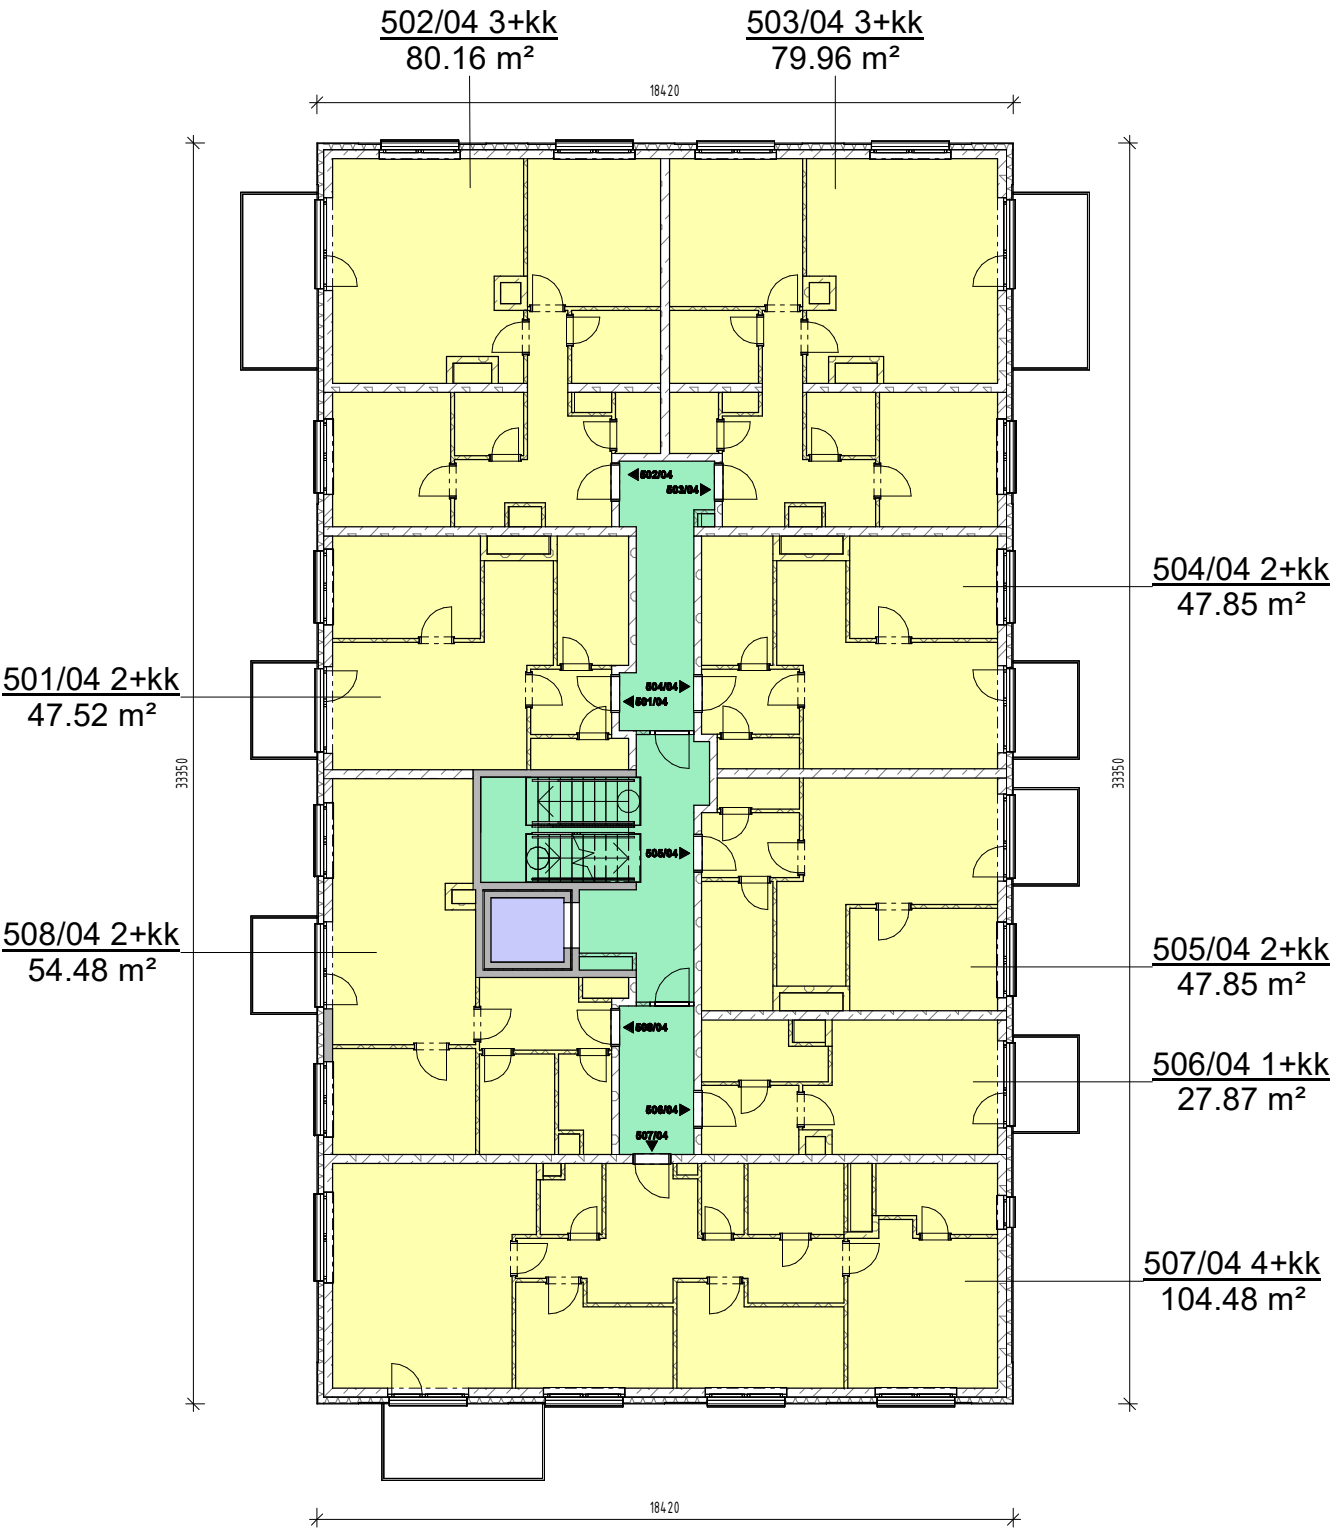 502/04 3+kk
80.16 m²
503/04 3+kk
79.96 m²
18420
502/04
503/04
504/04 2+kk
47.85 m²
501/04 2+kk
47.52 m²
504/04
501/04
33350
33350
505/04
508/04 2+kk
54.48 m²
505/04 2+kk
47.85 m²
508/04
506/04 1+kk
27.87 m²
506/04
507/04
507/04 4+kk
104.48 m²
18420